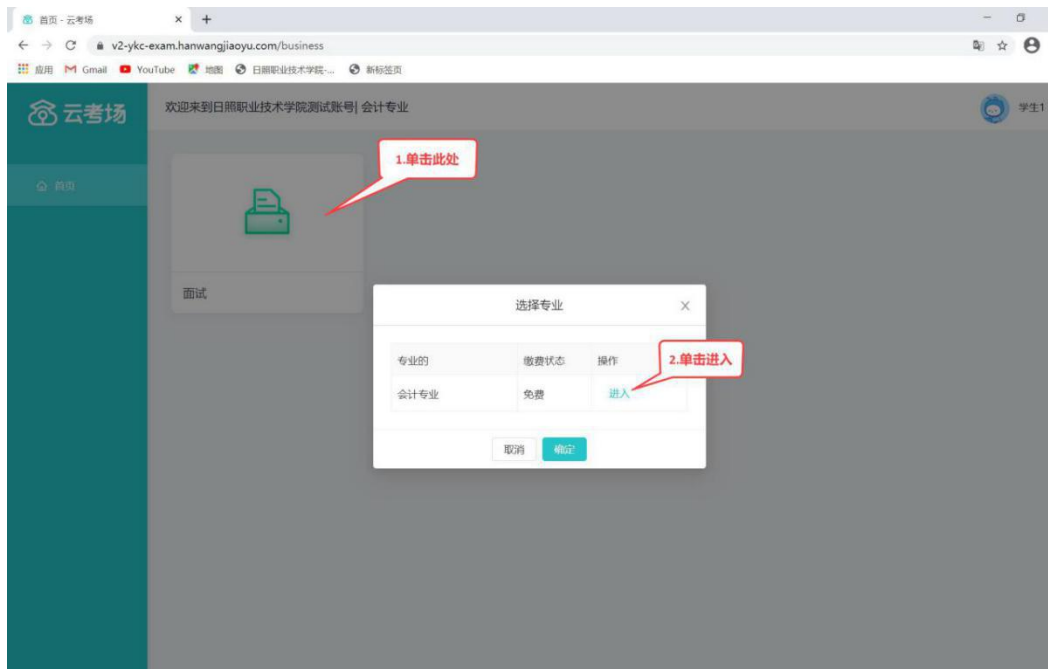 首页 - 云考场
v2-ykc-exam.hanwangjiaoyu.com/business
应用 Gmail YouTube 地图 日照职业技术学院-... 新标签页
云考场
欢迎来到日照职业技术学院测试账号| 会计专业
学生1
首页
1.单击此处
面试
选择专业
专业的 缴费状态 操作
2.单击进入
会计专业 免费 进入
取消 确定